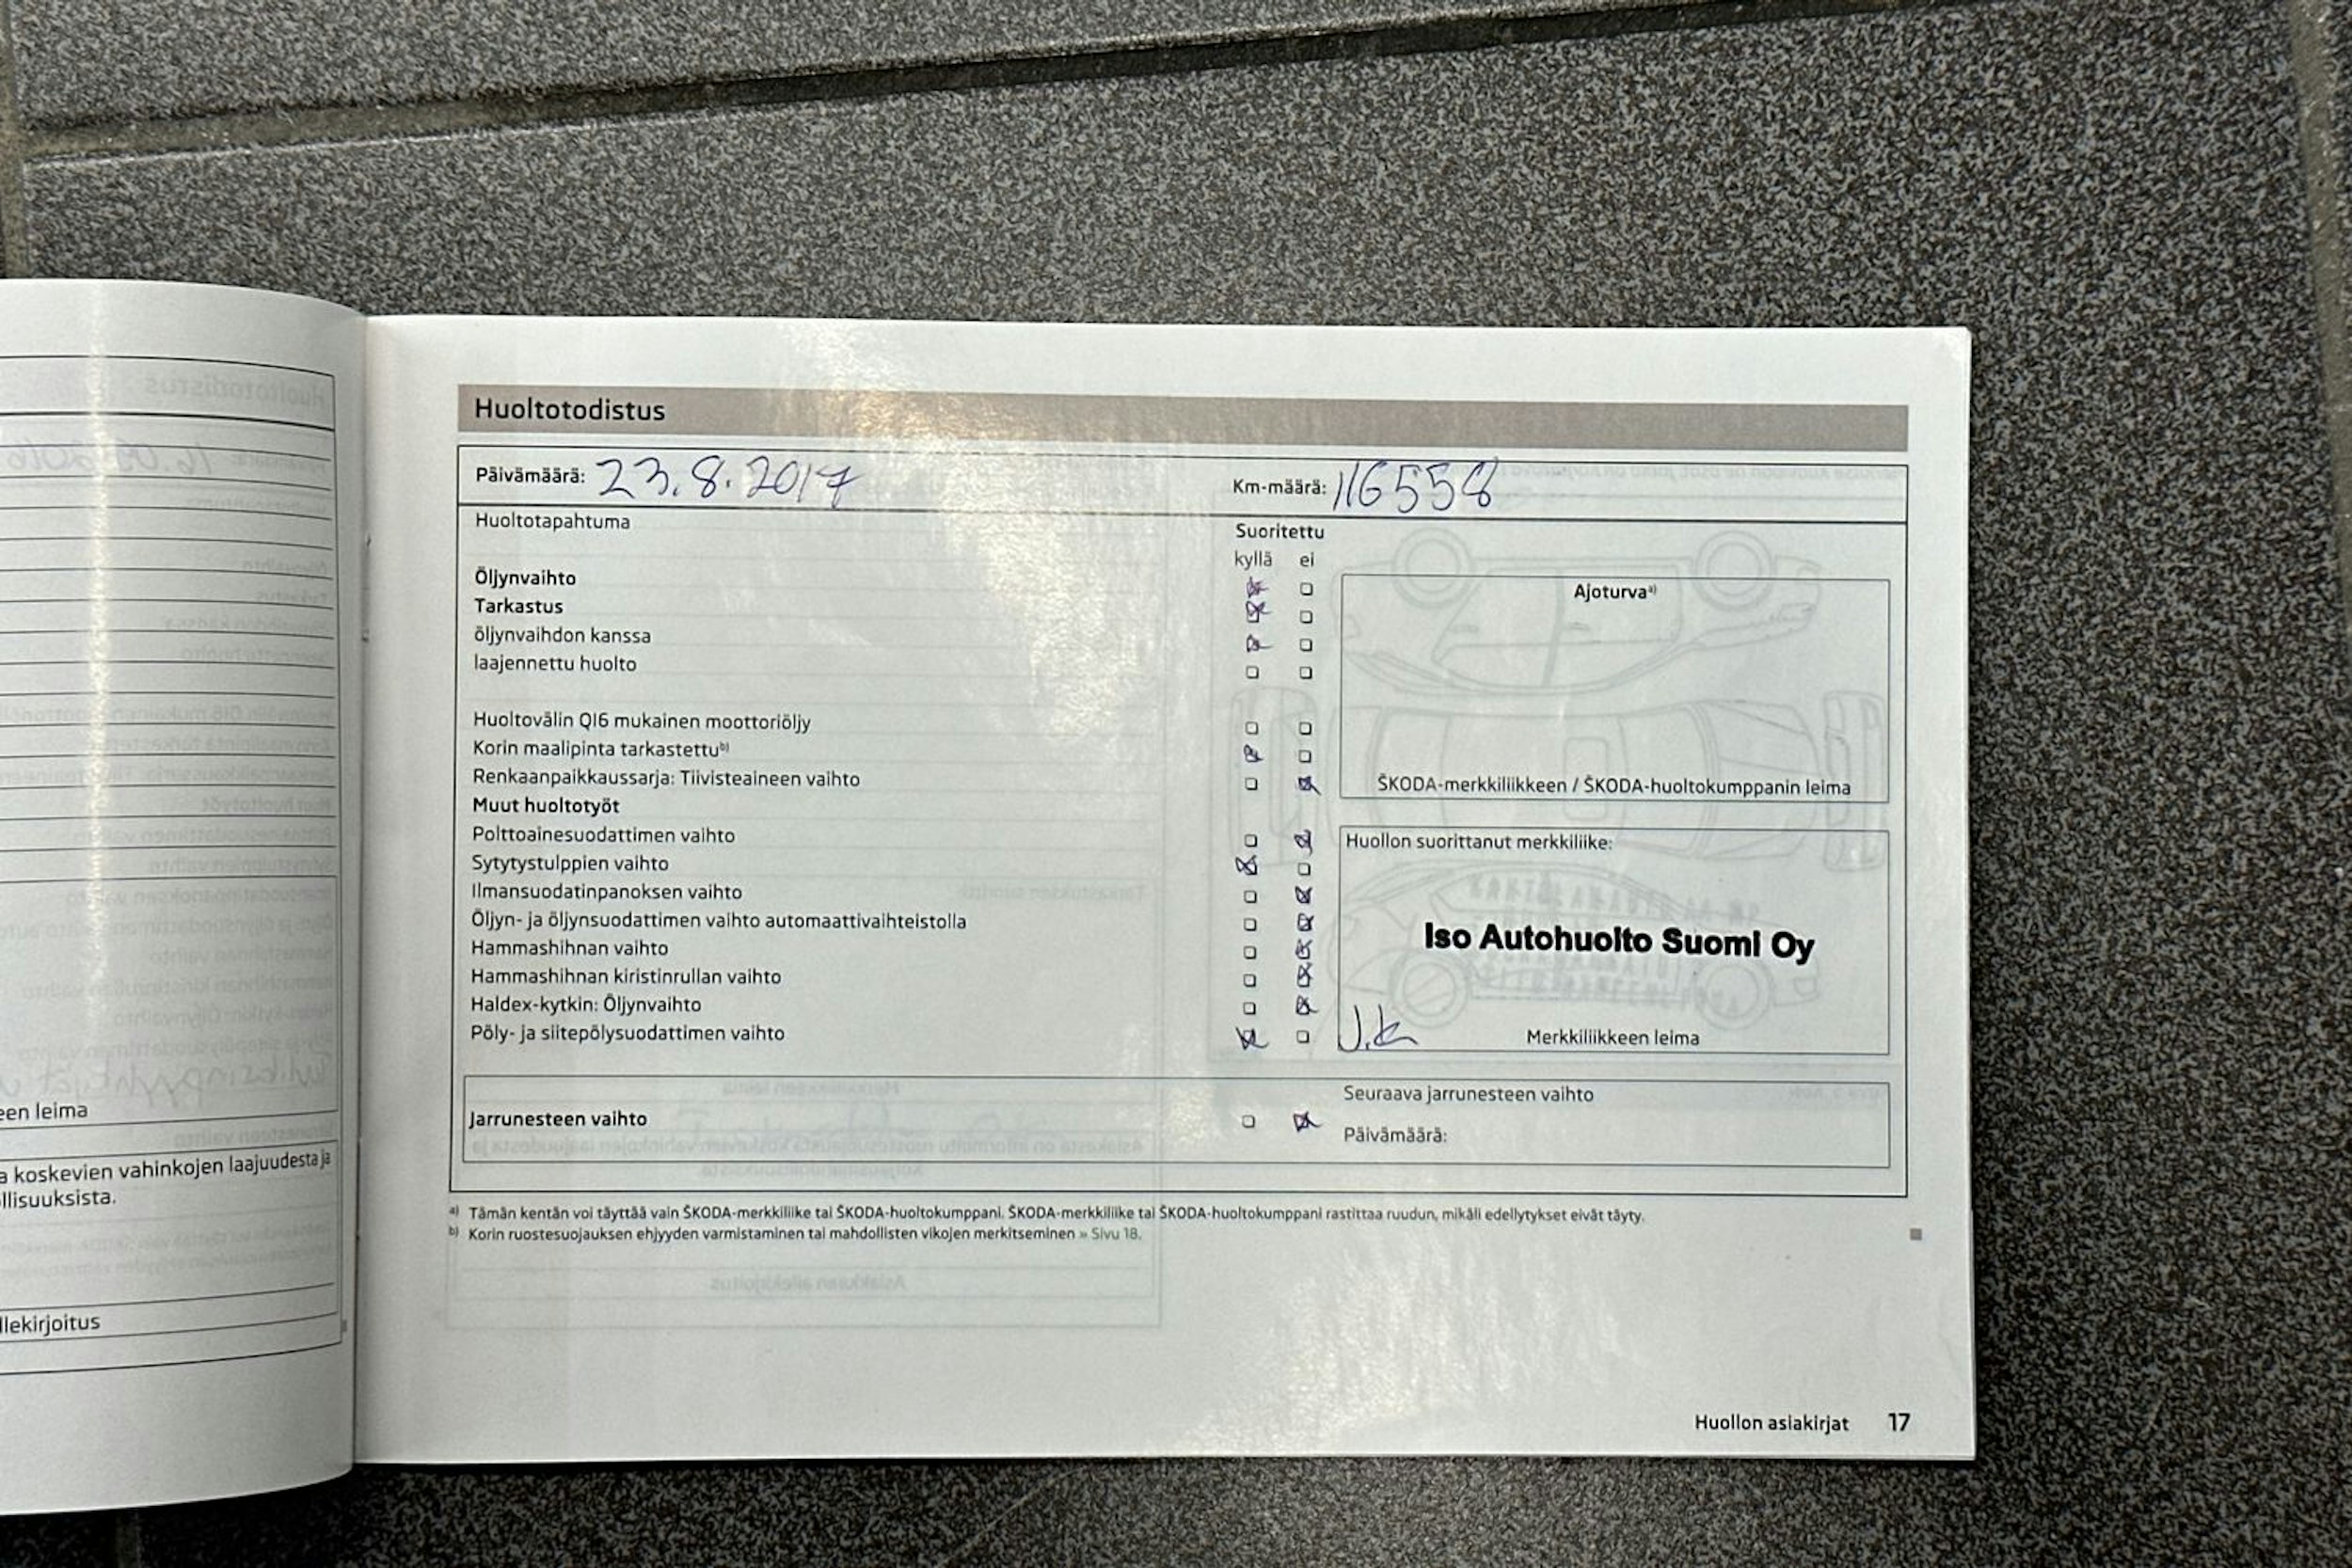 een leima
a koskevien vahinkojen laajuudesta ja
llisuuksista.
llekirjoitus
Huoltotodistus
Päivämäärä: 23.8.2017
Km-määrä: 116558
Huoltotapahtuma
Suoritettu
kyllä ei
Öljynvaihto
Tarkastus
öljynvaihdon kanssa
laajennettu huolto
Huoltovälin QI6 mukainen moottoriöljy
Korin maalipinta tarkastettu b)
Renkaanpaikkaussarja: Tiivisteaineen vaihto
Muut huoltotyöt
Polttoainesuodattimen vaihto
Sytytystulppien vaihto
Ilmansuodatinpanoksen vaihto
Öljyn- ja öljynsuodattimen vaihto automaattivaihteistolla
Hammashihnan vaihto
Hammashihnan kiristinrullan vaihto
Haldex-kytkin: Öljynvaihto
Pöly- ja siitepölysuodattimen vaihto
Ajoturva a)
ŠKODA-merkkiliikkeen / ŠKODA-huoltokumppanin leima
Huollon suorittanut merkkiliike:
Iso Autohuolto Suomi Oy
Merkkiliikkeen leima
Jarrunesteen vaihto
Seuraava jarrunesteen vaihto
Päivämäärä:
a) Tämän kentän voi täyttää vain ŠKODA-merkkiliike tai ŠKODA-huoltokumppani. ŠKODA-merkkiliike tai ŠKODA-huoltokumppani rastittaa ruudun, mikäli edellytykset eivät täyty.
b) Korin ruostesuojauksen ehjyyden varmistaminen tai mahdollisten vikojen merkitseminen » Sivu 18.
Huollon asiakirjat 17